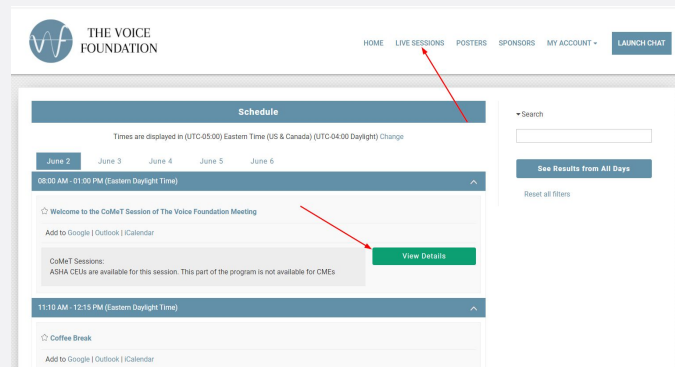 THE VOICE
FOUNDATION
HOME LIVE SESSIONS POSTERS SPONSORS MY ACCOUNT LAUNCH CHAT
Schedule
Times are displayed in (UTC-05:00) Eastern Time (US & Canada) (UTC-04:00 Daylight) Change
June 2 June 3 June 4 June 5 June 6
08:00 AM - 01:00 PM (Eastern Daylight Time)
Welcome to the CoMeT Session of The Voice Foundation Meeting
Add to Google | Outlook | iCalendar
CoMeT Sessions:
ASHA CEUs are available for this session. This part of the program is not available for CMEs
View Details
11:10 AM - 12:15 PM (Eastern Daylight Time)
Coffee Break
Add to Google | Outlook | iCalendar
Search
See Results from All Days
Reset all filters